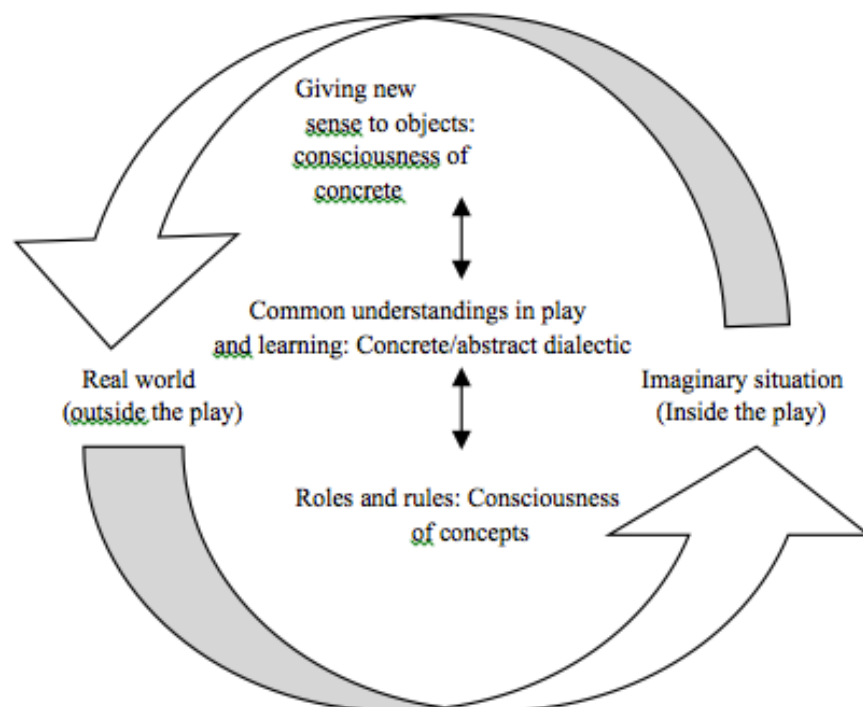 Giving new
sense to objects:
consciousness of
concrete
Common understandings in play
and learning: Concrete/abstract dialectic
Real world
(outside the play)
Imaginary situation
(Inside the play)
Roles and rules: Consciousness
of concepts